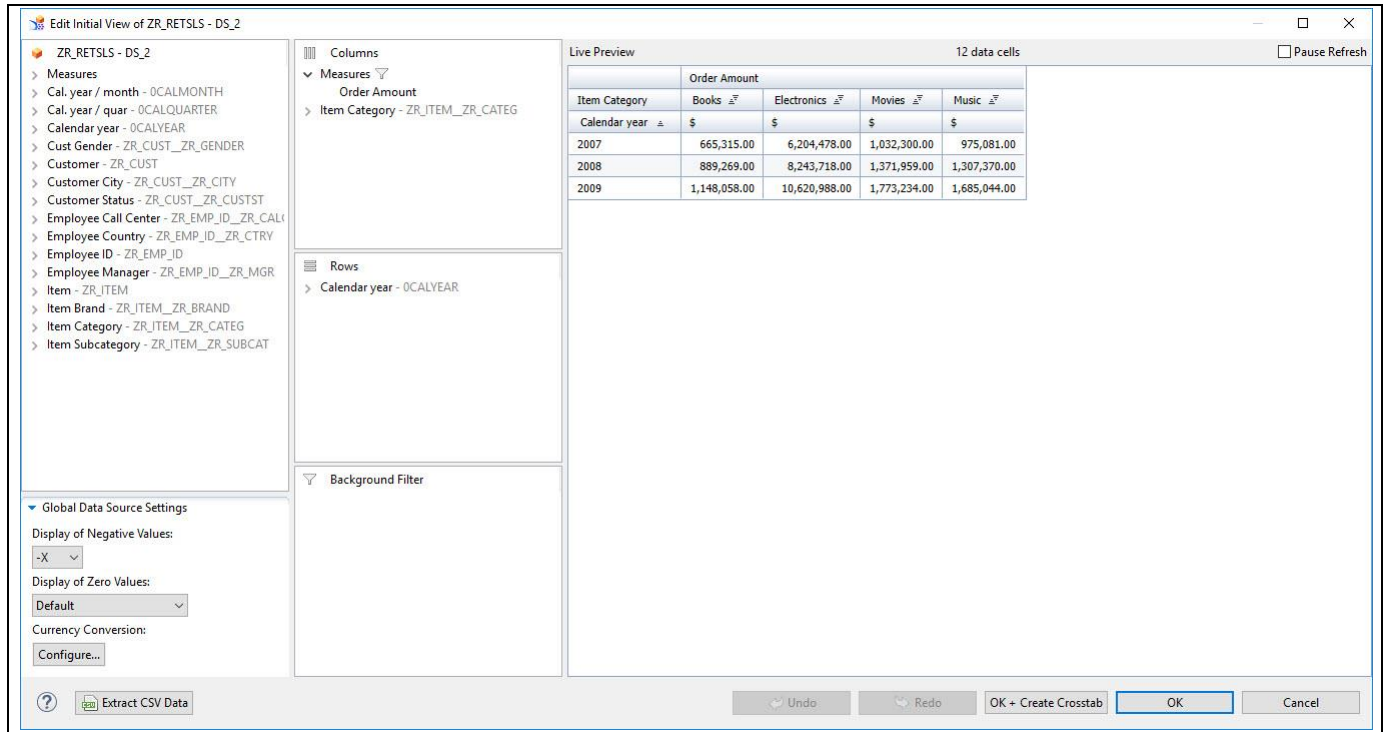 Edit Initial View of ZR_RETSLS - DS_2
ZR_RETSLS - DS_2
Measures
Cal. year / month - 0CALMONTH
Cal. year / quar - 0CALQUARTER
Calendar year - 0CALYEAR
Cust Gender - ZR_CUST__ZR_GENDER
Customer - ZR_CUST
Customer City - ZR_CUST__ZR_CITY
Customer Status - ZR_CUST__ZR_CUSTST
Employee Call Center - ZR_EMP_ID__ZR_CAL
Employee Country - ZR_EMP_ID__ZR_CTRY
Employee ID - ZR_EMP_ID
Employee Manager - ZR_EMP_ID__ZR_MGR
Item - ZR_ITEM
Item Brand - ZR_ITEM__ZR_BRAND
Item Category - ZR_ITEM__ZR_CATEG
Item Subcategory - ZR_ITEM__ZR_SUBCAT
Global Data Source Settings
Display of Negative Values:
-X
Display of Zero Values:
Default
Currency Conversion:
Configure...
Columns
Measures
Order Amount
Item Category - ZR_ITEM__ZR_CATEG
Rows
Calendar year - 0CALYEAR
Background Filter
Live Preview 12 data cells Pause Refresh
Order Amount
Item Category Books Electronics Movies Music
Calendar year $ $ $ $
2007 665,315.00 6,204,478.00 1,032,300.00 975,081.00
2008 889,269.00 8,243,718.00 1,371,959.00 1,307,370.00
2009 1,148,058.00 10,620,988.00 1,773,234.00 1,685,044.00
? Extract CSV Data Undo Redo OK + Create Crosstab OK Cancel